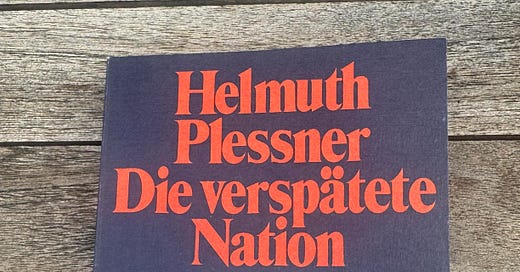 Helmuth
Plessner
Die verspätete
Nation